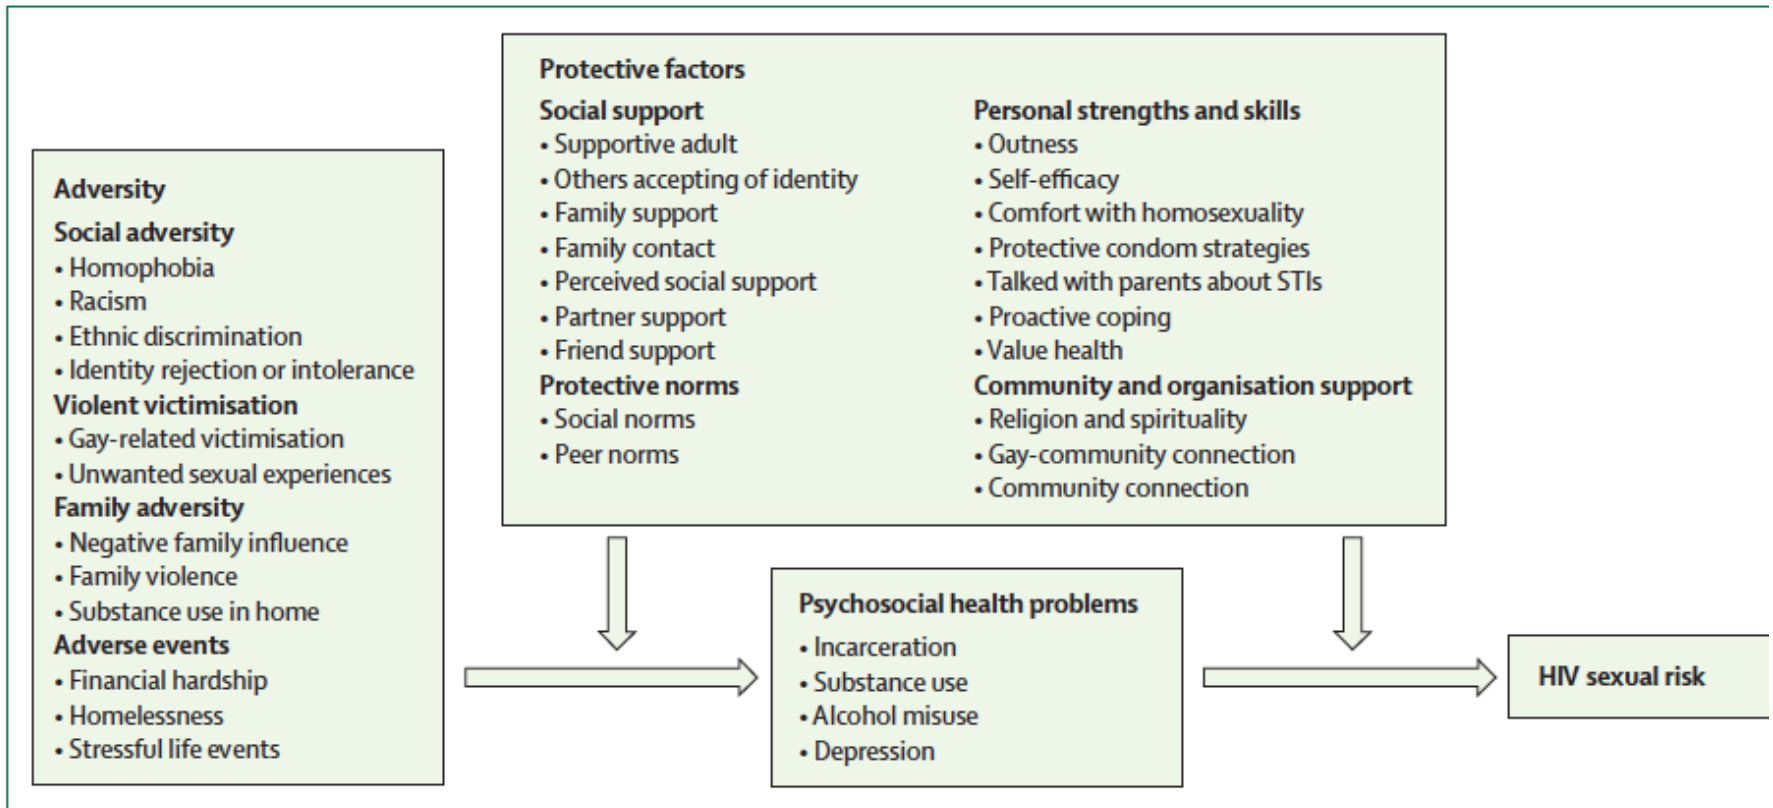 Adversity
Social adversity
• Homophobia
• Racism
• Ethnic discrimination
• Identity rejection or intolerance
Violent victimisation
• Gay-related victimisation
• Unwanted sexual experiences
Family adversity
• Negative family influence
• Family violence
• Substance use in home
Adverse events
• Financial hardship
• Homelessness
• Stressful life events
Protective factors
Social support
• Supportive adult
• Others accepting of identity
• Family support
• Family contact
• Perceived social support
• Partner support
• Friend support
Protective norms
• Social norms
• Peer norms
Personal strengths and skills
• Outness
• Self-efficacy
• Comfort with homosexuality
• Protective condom strategies
• Talked with parents about STIs
• Proactive coping
• Value health
Community and organisation support
• Religion and spirituality
• Gay-community connection
• Community connection
Psychosocial health problems
• Incarceration
• Substance use
• Alcohol misuse
• Depression
HIV sexual risk